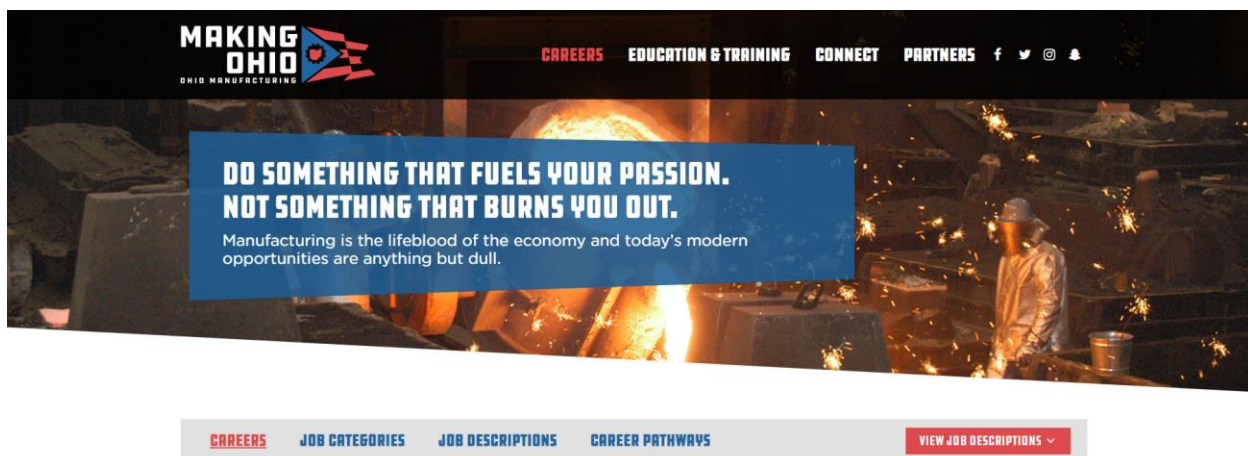 MAKING
OHIO
OHIO MANUFACTURING
CAREERS EDUCATION & TRAINING CONNECT PARTNERS
DO SOMETHING THAT FUELS YOUR PASSION.
NOT SOMETHING THAT BURNS YOU OUT.
Manufacturing is the lifeblood of the economy and today's modern
opportunities are anything but dull.
CAREERS JOB CATEGORIES JOB DESCRIPTIONS CAREER PATHWAYS VIEW JOB DESCRIPTIONS